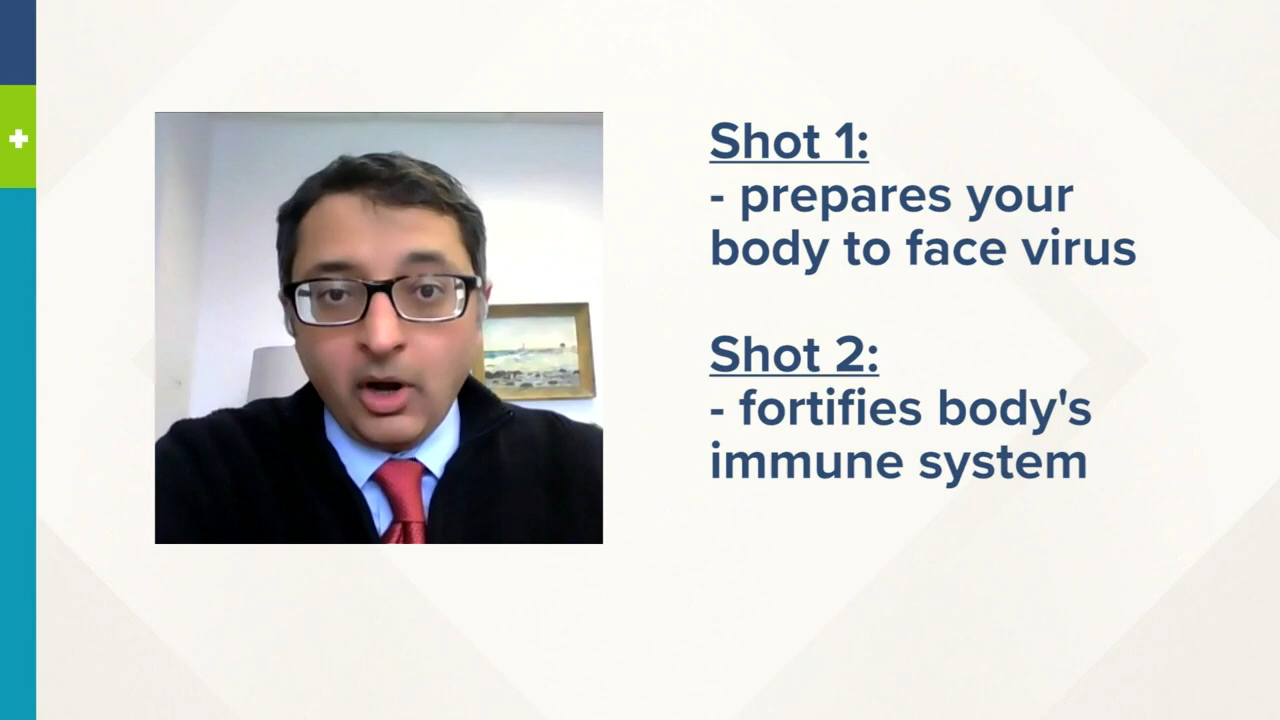 Shot 1:
- prepares your
body to face virus
Shot 2:
- fortifies body's
immune system